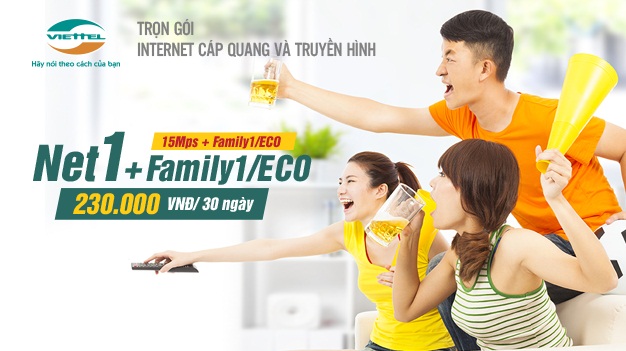 VIETTEL
Hãy nói theo cách của bạn
TRỌN GÓI
INTERNET CÁP QUANG VÀ TRUYỀN HÌNH
15Mps + Family1/ECO
Net1+Family1/ECO
230.000 VNĐ/ 30 ngày